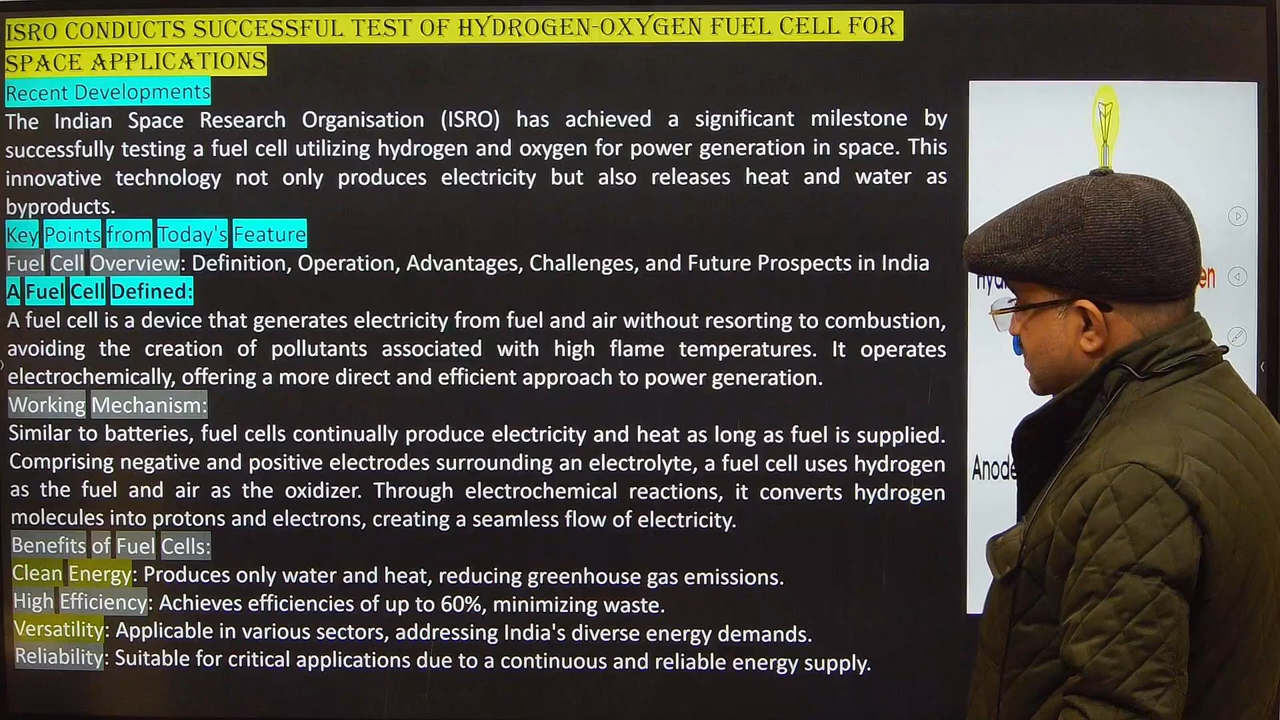 ISRO CONDUCTS SUCCESSFUL TEST OF HYDROGEN-OXYGEN FUEL CELL FOR
SPACE APPLICATIONS
Recent Developments
The Indian Space Research Organisation (ISRO) has achieved a significant milestone by
successfully testing a fuel cell utilizing hydrogen and oxygen for power generation in space. This
innovative technology not only produces electricity but also releases heat and water as
byproducts.
Key Points from Today's Feature
Fuel Cell Overview: Definition, Operation, Advantages, Challenges, and Future Prospects in India
A Fuel Cell Defined:
A fuel cell is a device that generates electricity from fuel and air without resorting to combustion,
avoiding the creation of pollutants associated with high flame temperatures. It operates
electrochemically, offering a more direct and efficient approach to power generation.
Working Mechanism:
Similar to batteries, fuel cells continually produce electricity and heat as long as fuel is supplied.
Comprising negative and positive electrodes surrounding an electrolyte, a fuel cell uses hydrogen
as the fuel and air as the oxidizer. Through electrochemical reactions, it converts hydrogen
molecules into protons and electrons, creating a seamless flow of electricity.
Benefits of Fuel Cells:
Clean Energy: Produces only water and heat, reducing greenhouse gas emissions.
High Efficiency: Achieves efficiencies of up to 60%, minimizing waste.
Versatility: Applicable in various sectors, addressing India's diverse energy demands.
Reliability: Suitable for critical applications due to a continuous and reliable energy supply.
Anode